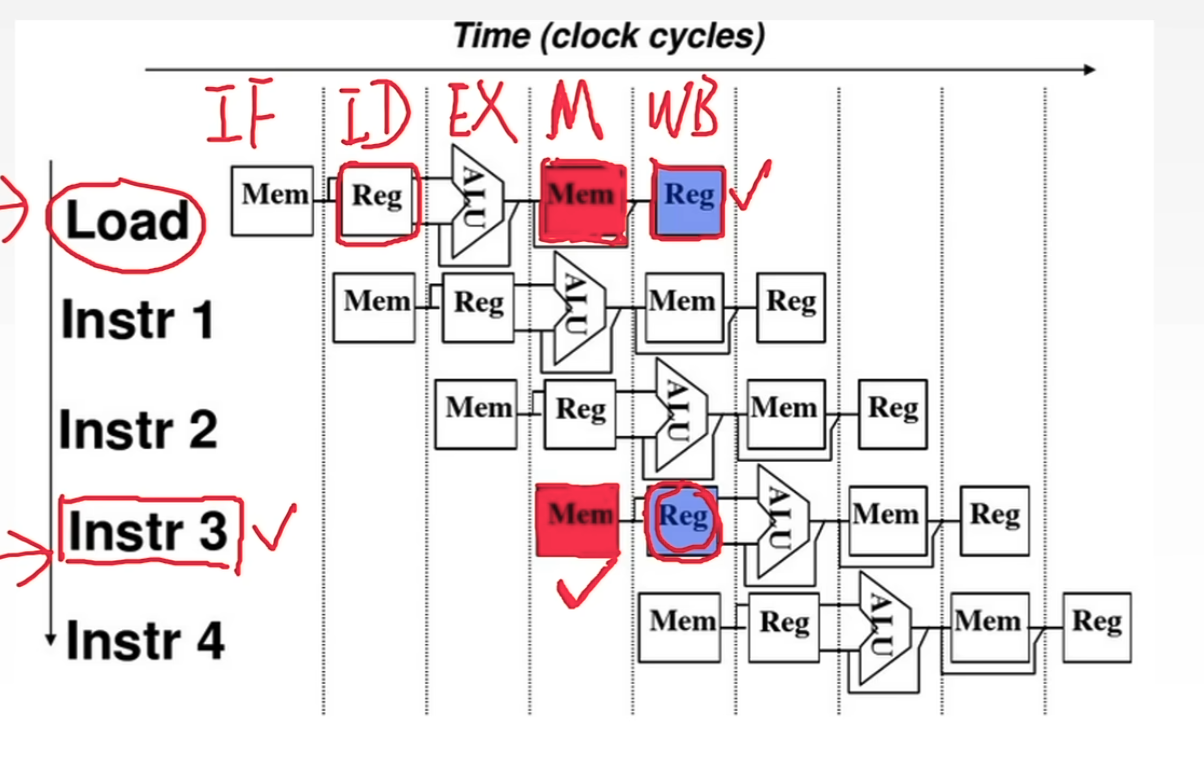 Time (clock cycles)
IF ID EX M WB
Load Mem Reg ALU Mem Reg
Instr 1 Mem Reg ALU Mem Reg
Instr 2 Mem Reg ALU Mem Reg
Instr 3 Mem Reg ALU Mem Reg
Instr 4 Mem Reg ALU Mem Reg